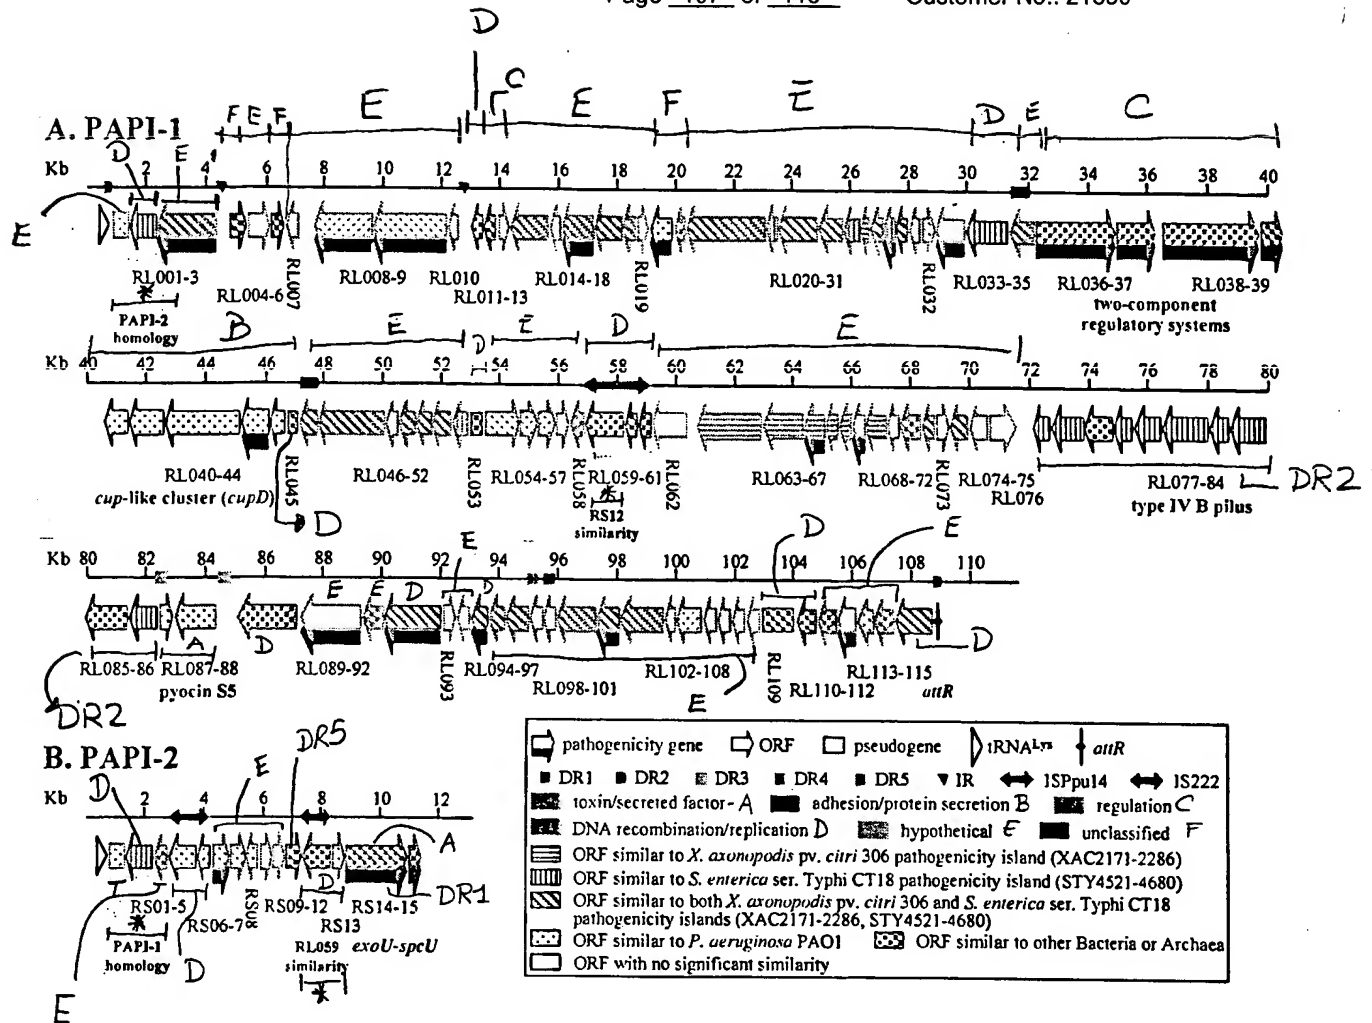 Customer No.:
D
F E F E C E F E D E C
A. PAPI-1
D E
Kb 2 4 6 8 10 12 14 16 18 20 22 24 26 28 30 32 34 36 38 40
E
RL001-3 RL004-6 RL007 RL008-9 RL010 RL011-13 RL014-18 RL019 RL020-31 RL032 RL033-35 RL036-37 RL038-39
two-component
regulatory systems
*
PAPI-2
homology
B E D E D E
40 42 44 46 48 50 52 54 56 58 60 62 64 66 68 70 72 74 76 78 80
RL040-44 RL045 RL046-52 RL053 RL054-57 RL058 RL059-61 RL062 RL063-67 RL068-72 RL073 RL074-75 RL076 RL077-84 DR2
cup-like cluster (cupD)
type IV B pilus
D
*
RS12
similarity
E D E
Kb 80 82 84 86 88 90 92 94 96 98 100 102 104 106 108 110
E E D D
A D D
RL085-86 RL087-88 RL089-92 RL093 RL094-97 RL098-101 RL102-108 RL109 RL110-112 RL113-115 attR
pyocin S5
E
DR2
B. PAPI-2
DR5
D E
Kb 2 4 6 8 10 12
A
D
DR1
RS01-5 RS06-7 RS08 RS09-12 RS13 RS14-15
exoU-spcU
*
PAPI-1
homology
D
RL059
similarity
*
E
pathogenicity gene ORF pseudogene tRNALys attR
DR1 DR2 DR3 DR4 DR5 IR ISPpu14 IS222
toxin/secreted factor-A adhesion/protein secretion B regulation C
DNA recombination/replication D hypothetical E unclassified F
ORF similar to X. axonopodis pv. citri 306 pathogenicity island (XAC2171-2286)
ORF similar to S. enterica ser. Typhi CT18 pathogenicity island (STY4521-4680)
ORF similar to both X. axonopodis pv. citri 306 and S. enterica ser. Typhi CT18
pathogenicity islands (XAC2171-2286, STY4521-4680)
ORF similar to P. aeruginosa PAO1 ORF similar to other Bacteria or Archaea
ORF with no significant similarity